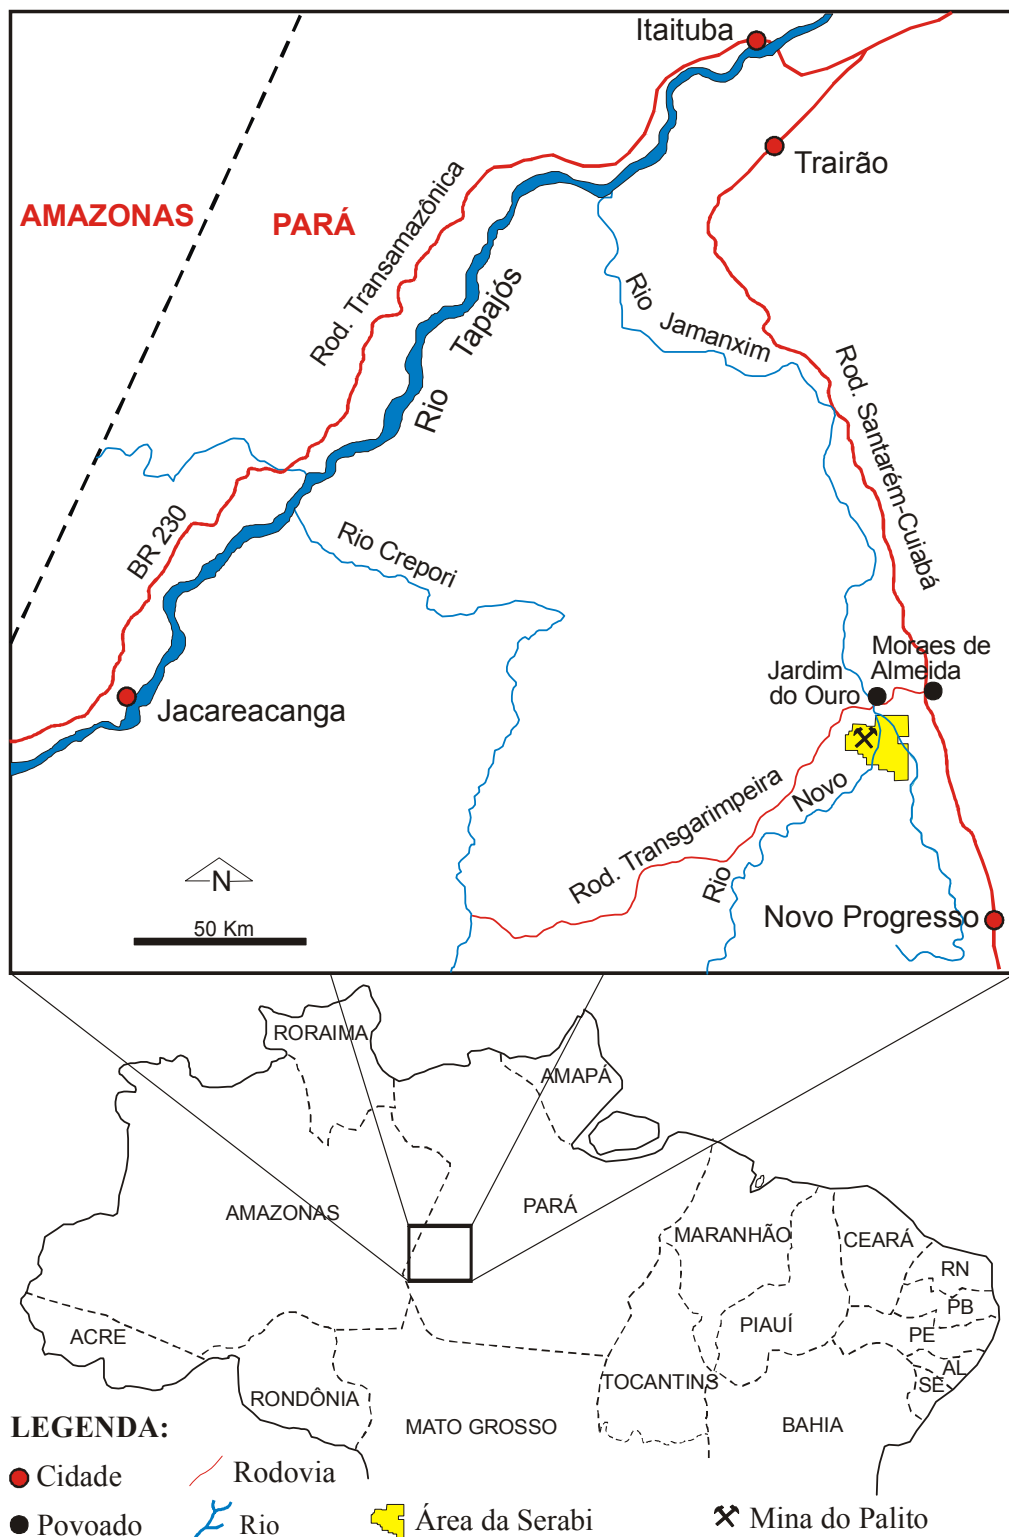 Itaituba
Trairão
AMAZONAS
PARÁ
Rod. Transamazônica
Rio Tapajós
Rio Jamanxim
Rod. Santarém-Cuiabá
BR 230
Rio Crepori
Moraes de
Almeida
Jardim
do Ouro
Jacareacanga
Rio Novo
Rod. Transgarimpeira
N
50 Km
Novo Progresso
RORAIMA
AMAPÁ
AMAZONAS
PARÁ
MARANHÃO
CEARÁ
RN
PB
PIAUÍ
PE
ACRE
AL
SE
TOCANTINS
RONDÔNIA
MATO GROSSO
BAHIA
LEGENDA:
Cidade
Rodovia
Povoado
Rio
Área da Serabi
Mina do Palito